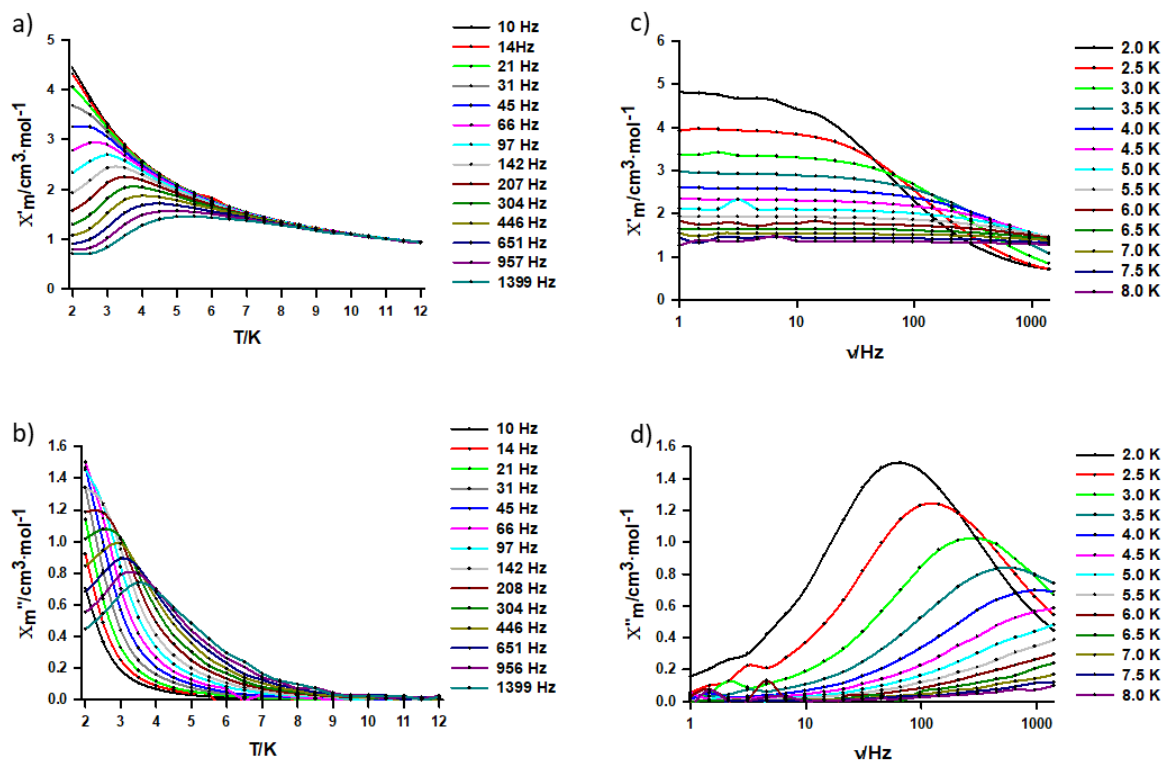 a)
5
4
3
2
1
0
2 3 4 5 6 7 8 9 10 11 12
T/K
Χ'm/cm³·mol⁻¹
10 Hz
14Hz
21 Hz
31 Hz
45 Hz
66 Hz
97 Hz
142 Hz
207 Hz
304 Hz
446 Hz
651 Hz
957 Hz
1399 Hz
c)
6
5
4
3
2
1
0
1 10 100 1000
ν/Hz
Χ'm/cm³·mol⁻¹
2.0 K
2.5 K
3.0 K
3.5 K
4.0 K
4.5 K
5.0 K
5.5 K
6.0 K
6.5 K
7.0 K
7.5 K
8.0 K
b)
1.6
1.4
1.2
1.0
0.8
0.6
0.4
0.2
0.0
2 3 4 5 6 7 8 9 10 11 12
T/K
Χm''/cm³·mol⁻¹
10 Hz
14 Hz
21 Hz
31 Hz
45 Hz
66 Hz
97 Hz
142 Hz
208 Hz
304 Hz
446 Hz
651 Hz
956 Hz
1399 Hz
d)
1.6
1.4
1.2
1.0
0.8
0.6
0.4
0.2
0.0
1 10 100 1000
ν/Hz
Χ''m/cm³·mol⁻¹
2.0 K
2.5 K
3.0 K
3.5 K
4.0 K
4.5 K
5.0 K
5.5 K
6.0 K
6.5 K
7.0 K
7.5 K
8.0 K